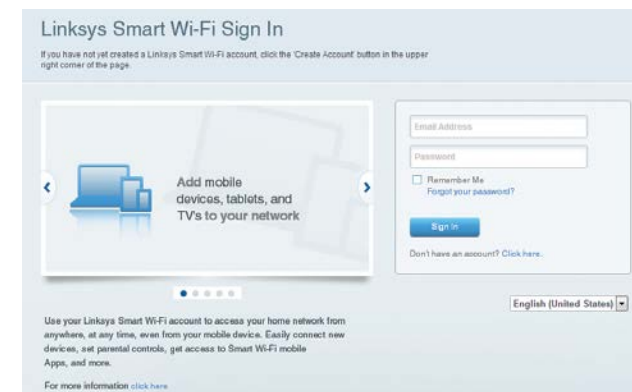 Linksys Smart Wi-Fi Sign In
If you have not yet created a Linksys Smart Wi-Fi account, click the 'Create Account' button in the upper
right corner of the page.
Add mobile
devices, tablets, and
TV's to your network
Email Address
Password
Remember Me
Forgot your password?
Sign In
Don't have an account? Click here.
English (United States)
Use your Linksys Smart Wi-Fi account to access your home network from
anywhere, at any time, even from your mobile device. Easily connect new
devices, set parental controls, get access to Smart Wi-Fi mobile
Apps, and more.
For more information click here